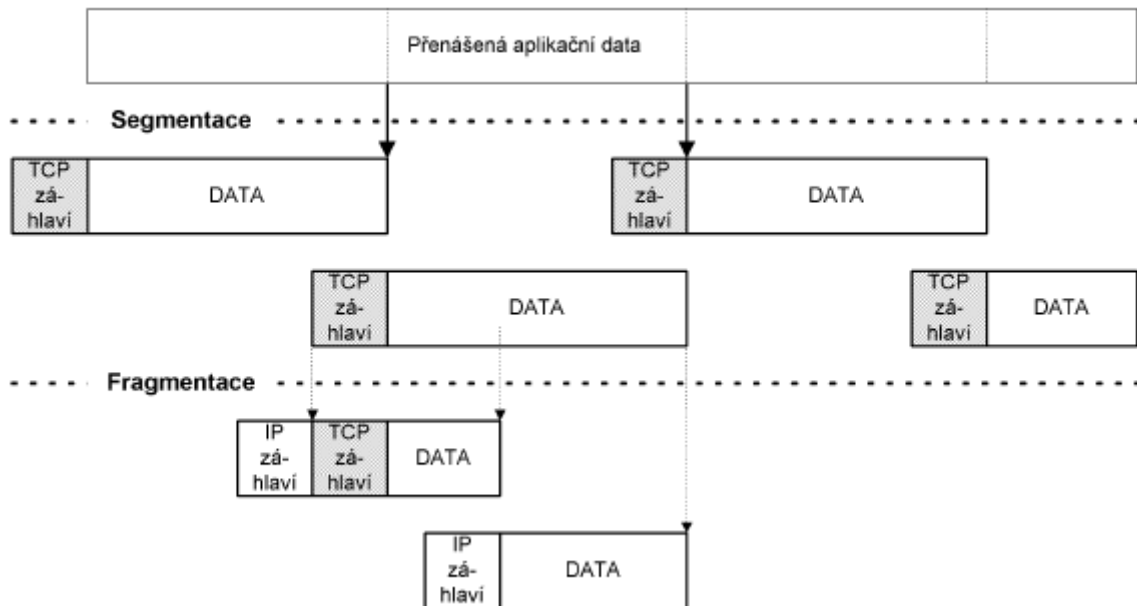 Přenášená aplikační data
Segmentace
TCP
zá-
hlaví
DATA
TCP
zá-
hlaví
DATA
TCP
zá-
hlaví
DATA
TCP
zá-
hlaví
DATA
Fragmentace
IP
zá-
hlaví
TCP
zá-
hlaví
DATA
IP
zá-
hlaví
DATA